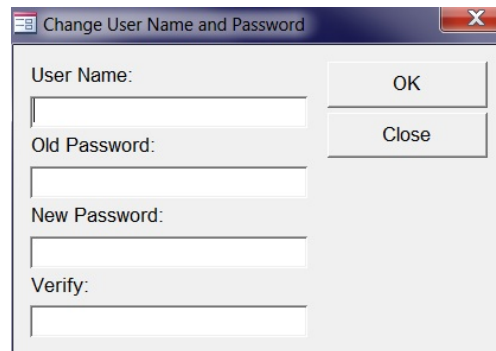 Change User Name and Password
User Name:
OK
Old Password:
Close
New Password:
Verify: